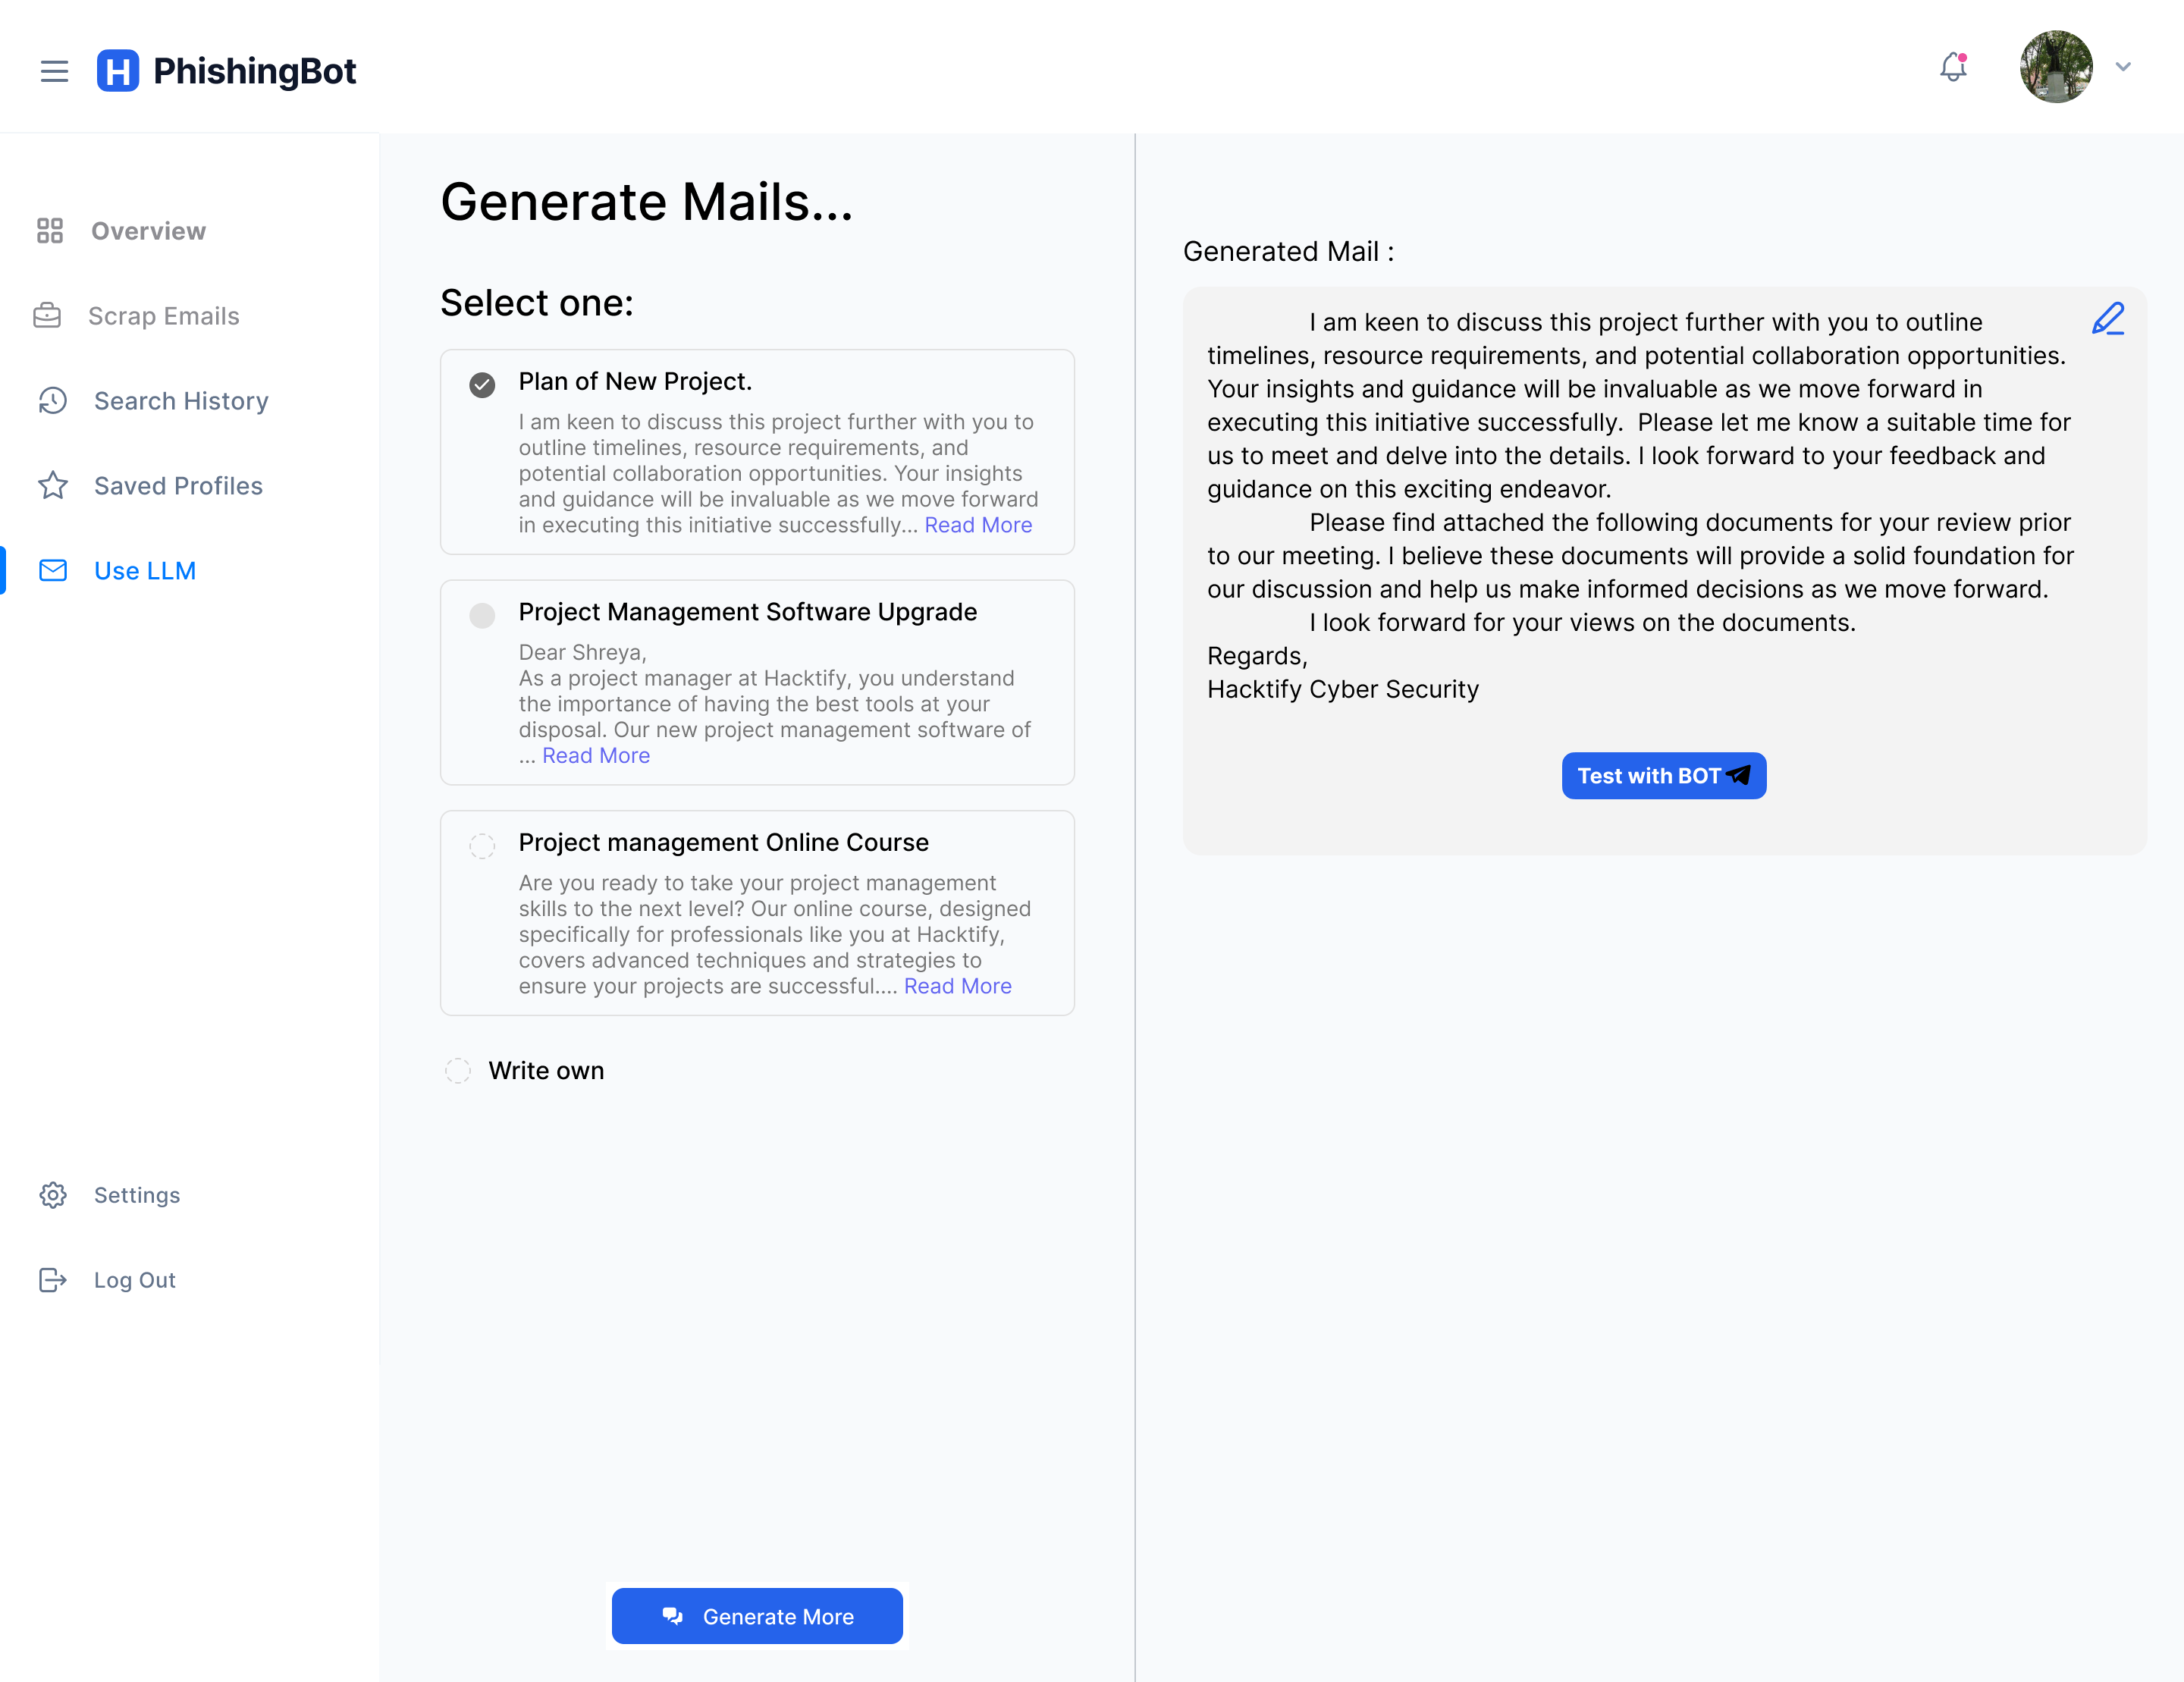 H PhishingBot
Overview
Scrap Emails
Search History
Saved Profiles
Use LLM
Settings
Log Out
Generate Mails...
Select one:
Plan of New Project.
I am keen to discuss this project further with you to
outline timelines, resource requirements, and
potential collaboration opportunities. Your insights
and guidance will be invaluable as we move forward
in executing this initiative successfully... Read More
Project Management Software Upgrade
Dear Shreya,
As a project manager at Hacktify, you understand
the importance of having the best tools at your
disposal. Our new project management software of
... Read More
Project management Online Course
Are you ready to take your project management
skills to the next level? Our online course, designed
specifically for professionals like you at Hacktify,
covers advanced techniques and strategies to
ensure your projects are successful.... Read More
Write own
Generate More
Generated Mail :
I am keen to discuss this project further with you to outline
timelines, resource requirements, and potential collaboration opportunities.
Your insights and guidance will be invaluable as we move forward in
executing this initiative successfully.  Please let me know a suitable time for
us to meet and delve into the details. I look forward to your feedback and
guidance on this exciting endeavor.
Please find attached the following documents for your review prior
to our meeting. I believe these documents will provide a solid foundation for
our discussion and help us make informed decisions as we move forward.
I look forward for your views on the documents.
Regards,
Hacktify Cyber Security
Test with BOT